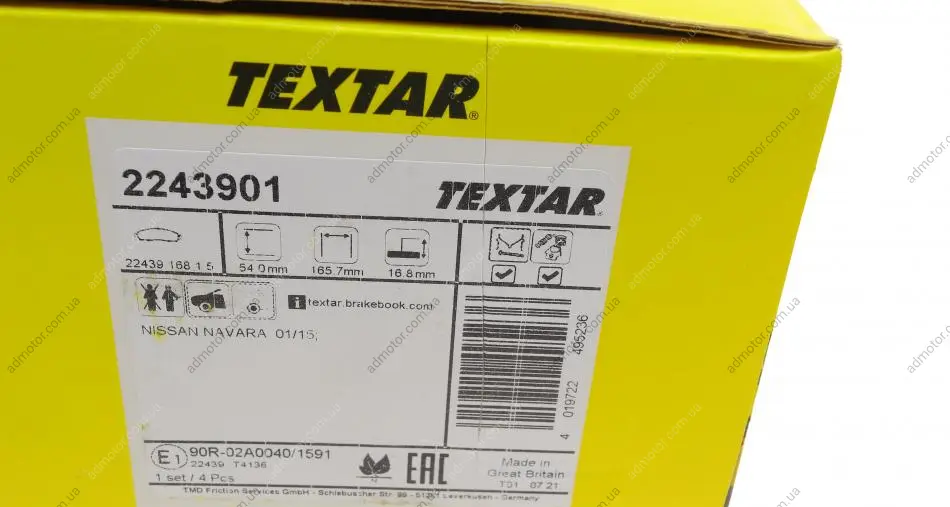 TEXTAR®
2243901 TEXTAR®
22439 168 1 5 54.0mm 165.7mm 16.8mm
i textar.brakebook.com
NISSAN NAVARA 01/15;
4 019722 495236
E1 90R-02A0040/1591
22439 T4136
1 set / 4 Pcs
EAC
Made in
Great Britain
T01 07 21
TMD Friction Services GmbH - Schlebuscher Str. 99 - 51381 Leverkusen - Germany
admotor.com.ua